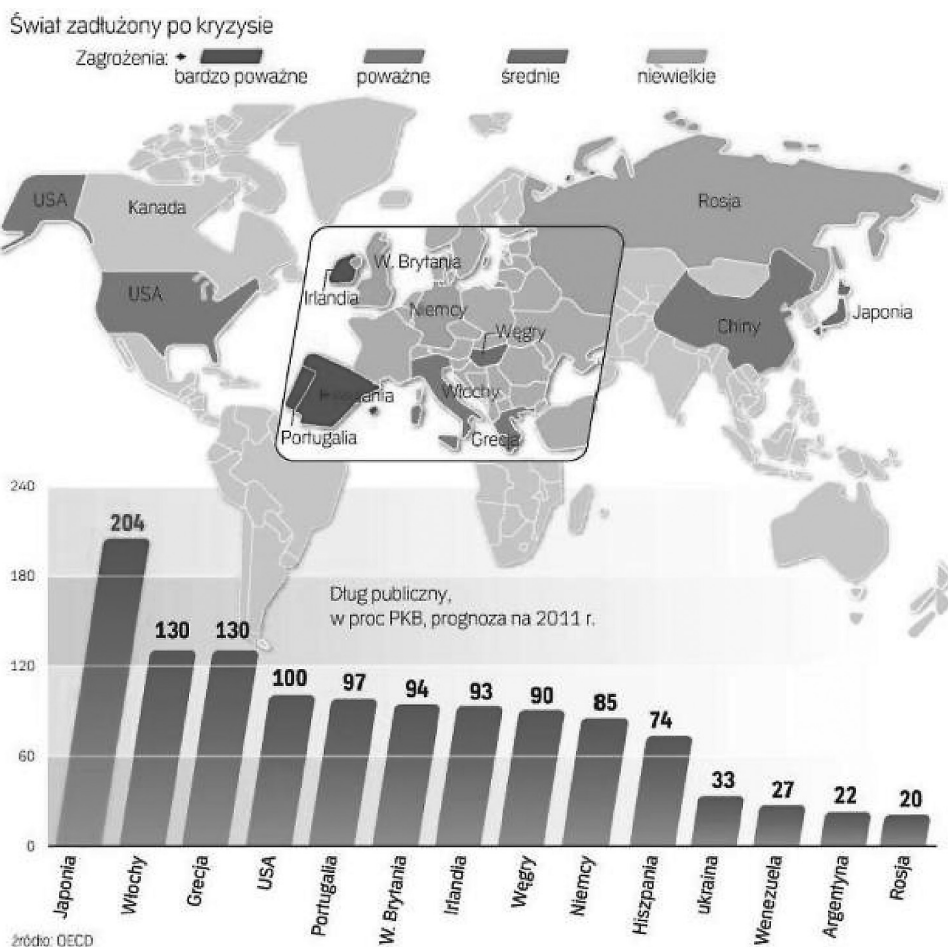 Świat zadłużony po kryzysie
Zagrożenia:
bardzo poważne
poważne
średnie
niewielkie
USA
Kanada
Rosja
W. Brytania
USA
Irlandia
Niemcy
Japonia
Chiny
Węgry
Włochy
Portugalia
Grecja
240
204
180
Dług publiczny,
w proc PKB, prognoza na 2011 r.
130
130
120
100
97
94
93
90
85
74
60
33
27
22
20
0
Japonia
Włochy
Grecja
USA
Portugalia
W. Brytania
Irlandia
Węgry
Niemcy
Hiszpania
ukraina
Wenezuela
Argentyna
Rosja
źródło: OECD